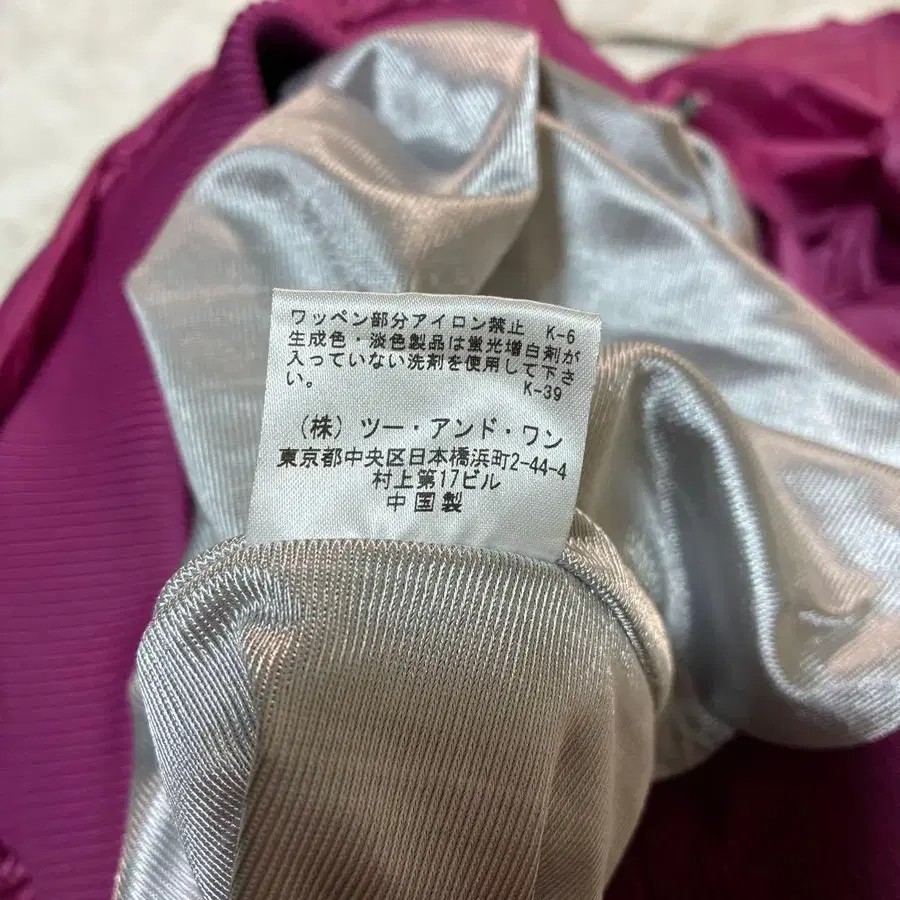 ワッペン部分アイロン禁止 K-6
生成色・淡色製品は蛍光増白剤が
入っていない洗剤を使用して下さ
い。 K-39
（株）ツー・アンド・ワン
東京都中央区日本橋浜町2-44-4
村上第17ビル
中国製